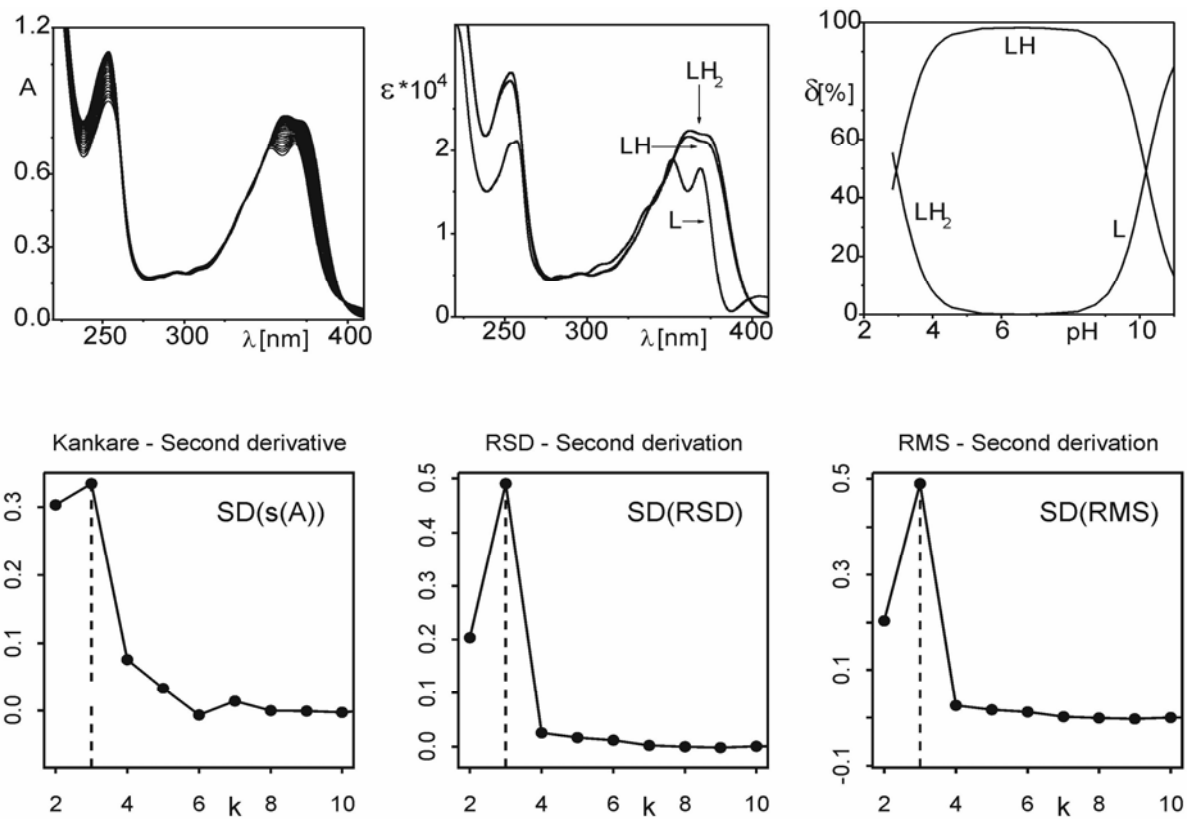 1.2
A
0.6
0.3
0.0
250
300
350
400
λ[nm]
ε*10⁴
2
0
LH₂
LH
L
250
300
350
400
λ[nm]
100
δ[%]
80
60
40
20
0
LH
LH₂
L
2
4
6
8
pH
10
Kankare - Second derivative
SD(s(A))
0.3
0.2
0.1
0.0
2
4
6
8
10
k
RSD - Second derivation
SD(RSD)
0.5
0.4
0.3
0.2
0.1
0.0
2
4
6
8
10
k
RMS - Second derivation
SD(RMS)
0.5
0.3
0.1
-0.1
2
4
6
8
10
k